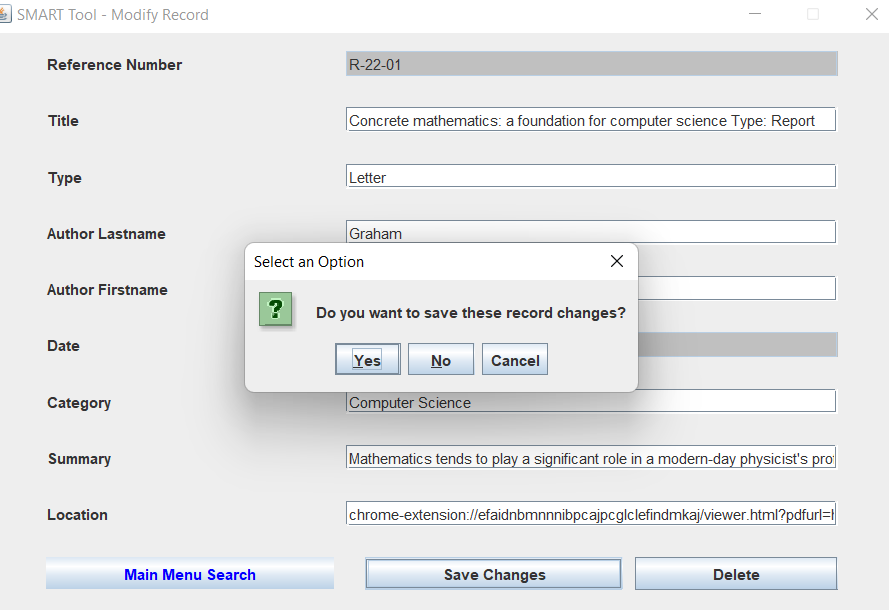 SMART Tool - Modify Record
Reference Number R-22-01
Title Concrete mathematics: a foundation for computer science Type: Report
Type Letter
Author Lastname Graham
Select an Option
Author Firstname
Do you want to save these record changes?
Date
Yes No Cancel
Category Computer Science
Summary Mathematics tends to play a significant role in a modern-day physicist's pro
Location chrome-extension://efaidnbmnnnibpcajpcglclefindmkaj/viewer.html?pdfurl=h
Main Menu Search Save Changes Delete